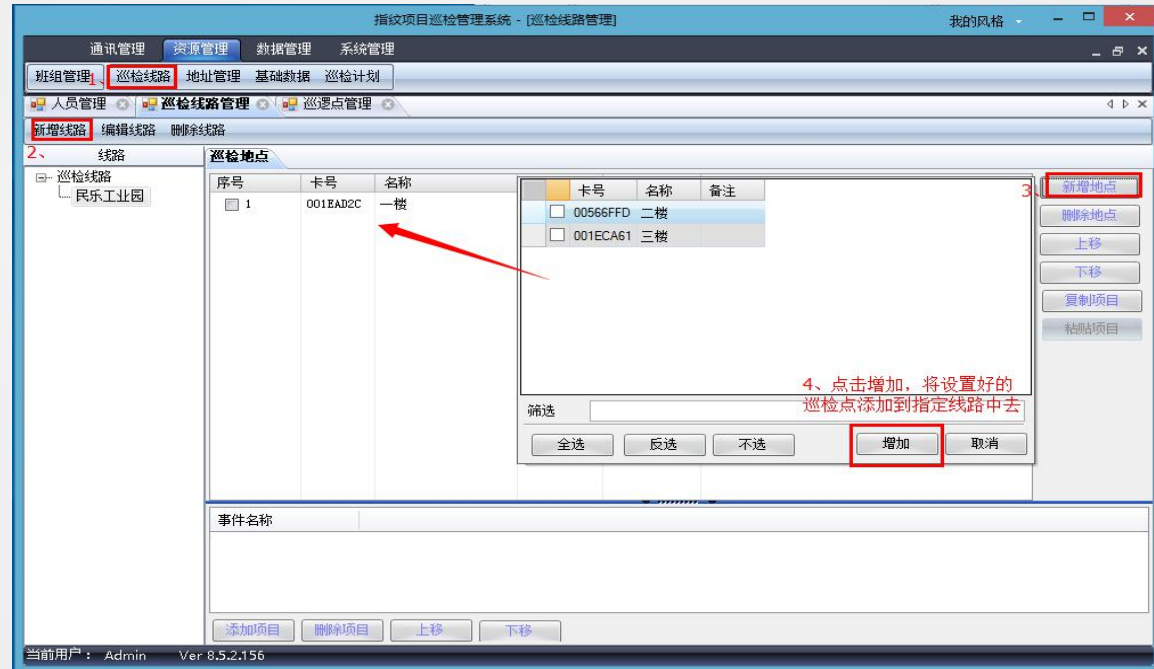 指纹项目巡检管理系统 - [巡检线路管理]
我的风格
通讯管理 资源管理 数据管理 系统管理
班组管理 1、 巡检线路 地址管理 基础数据 巡检计划
人员管理 巡检线路管理 巡逻点管理
新增线路 编辑线路 删除线路
2、 线路
巡检地点
巡检线路
民乐工业园
序号 卡号 名称
1 001EAD2C 一楼
卡号 名称 备注
00566FFD 二楼
001ECA61 三楼
3、 新增地点
删除地点
上移
下移
复制项目
粘贴项目
4、点击增加，将设置好的
巡检点添加到指定线路中去
筛选
全选 反选 不选 增加 取消
事件名称
添加项目 删除项目 上移 下移
当前用户： Admin Ver 8.5.2.156